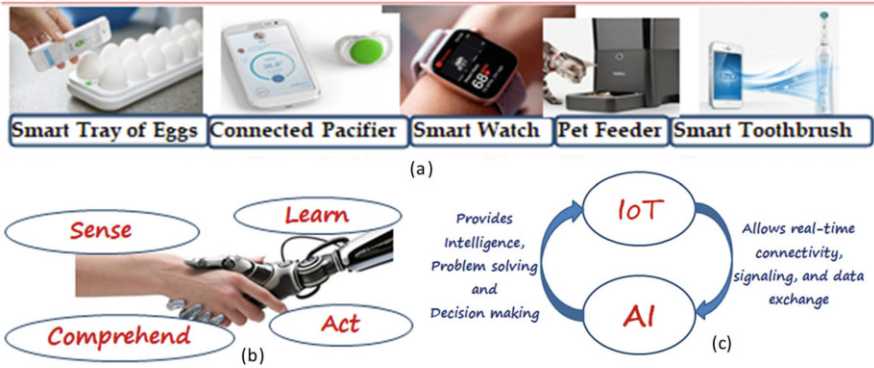 Smart Tray of Eggs
Connected Pacifier
Smart Watch
Pet Feeder
Smart Toothbrush
68
(a)
Sense
Learn
Comprehend
Act
(b)
IoT
Provides
Intelligence,
Problem solving
and
Decision making
Allows real-time
connectivity,
signaling, and data
exchange
AI
(c)